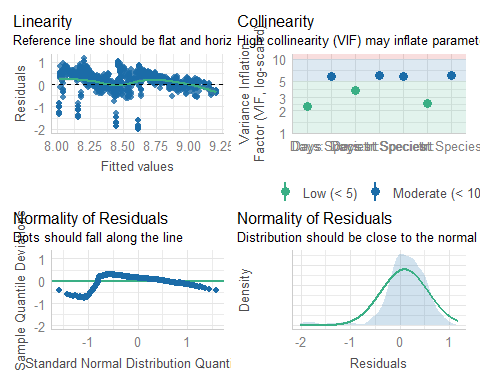 Linearity
Reference line should be flat and horiz
Residuals
1
0
-1
-2
8.00
8.25
8.50
8.75
9.00
9.25
Fitted values
Collinearity
High collinearity (VIF) may inflate paramet
Variance Inflation
Factor (VIF, log-scaled)
10
5
3
2
1
Species
Low (< 5)
Moderate (< 10
Normality of Residuals
Dots should fall along the line
Sample Quantile Deviations
1
0
-1
-2
-1
0
1
Standard Normal Distribution Quanti
Normality of Residuals
Distribution should be close to the normal
Density
-2
-1
0
1
Residuals